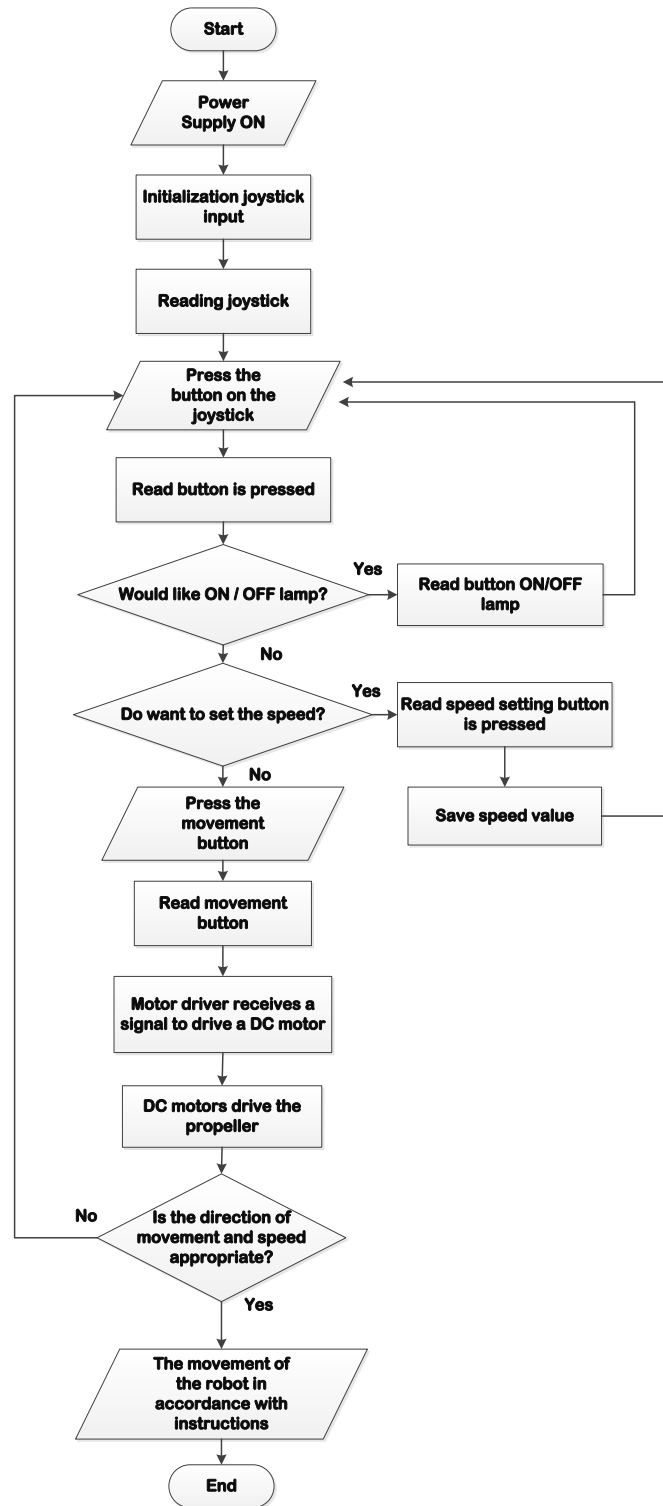 Start
Power
Supply ON
Initialization joystick
input
Reading joystick
Press the
button on the
joystick
Read button is pressed
Would like ON / OFF lamp?
Yes
Read button ON/OFF
lamp
No
Do want to set the speed?
Yes
Read speed setting button
is pressed
No
Save speed value
Press the
movement
button
Read movement
button
Motor driver receives a
signal to drive a DC motor
DC motors drive the
propeller
No
Is the direction of
movement and speed
appropriate?
Yes
The movement of
the robot in
accordance with
instructions
End